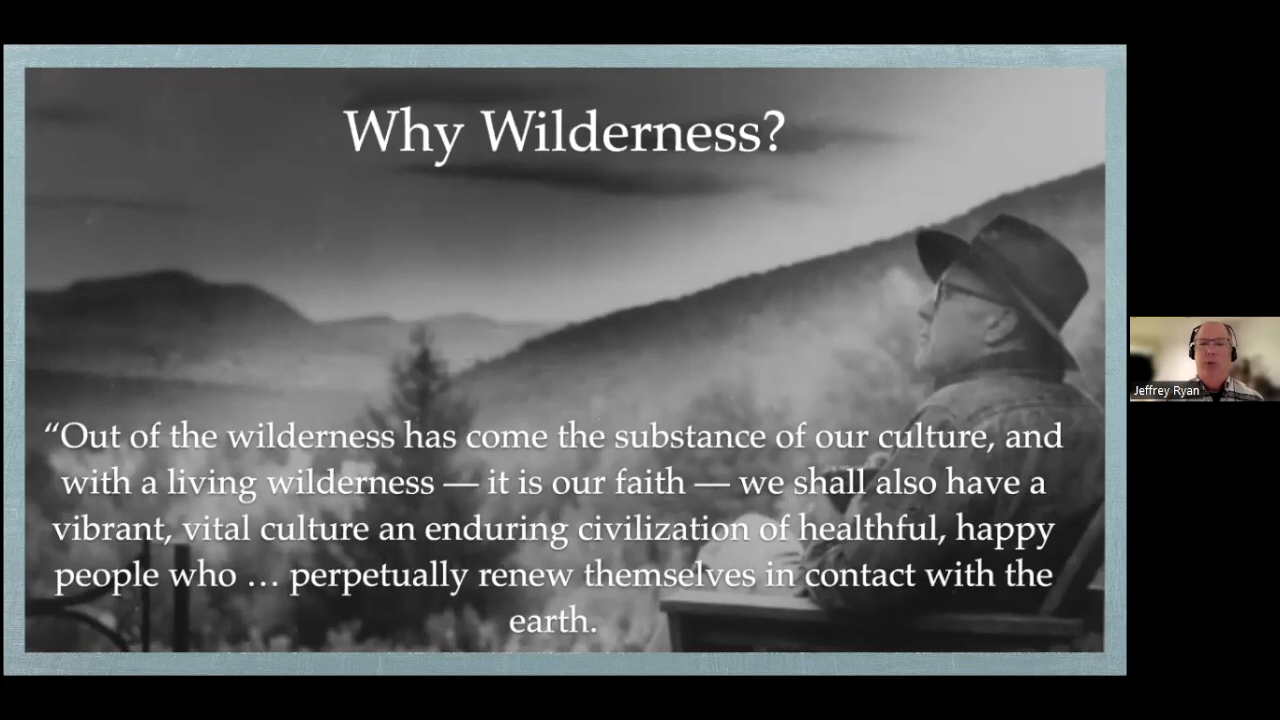 Why Wilderness?
“Out of the wilderness has come the substance of our culture, and
with a living wilderness — it is our faith — we shall also have a
vibrant, vital culture an enduring civilization of healthful, happy
people who … perpetually renew themselves in contact with the
earth.
Jeffrey Ryan